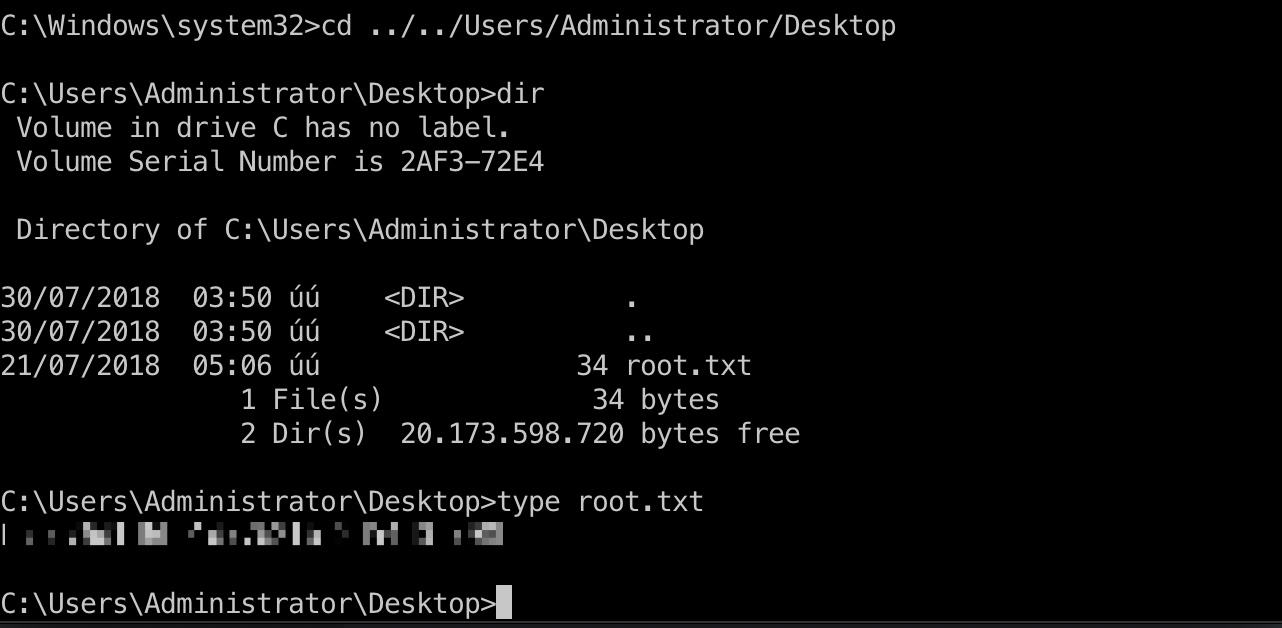 C:\Windows\system32>cd ../../Users/Administrator/Desktop
C:\Users\Administrator\Desktop>dir
Volume in drive C has no label.
Volume Serial Number is 2AF3-72E4
Directory of C:\Users\Administrator\Desktop
30/07/2018  03:50 úú    <DIR>          .
30/07/2018  03:50 úú    <DIR>          ..
21/07/2018  05:06 úú                34 root.txt
1 File(s)             34 bytes
2 Dir(s)  20.173.598.720 bytes free
C:\Users\Administrator\Desktop>type root.txt
C:\Users\Administrator\Desktop>